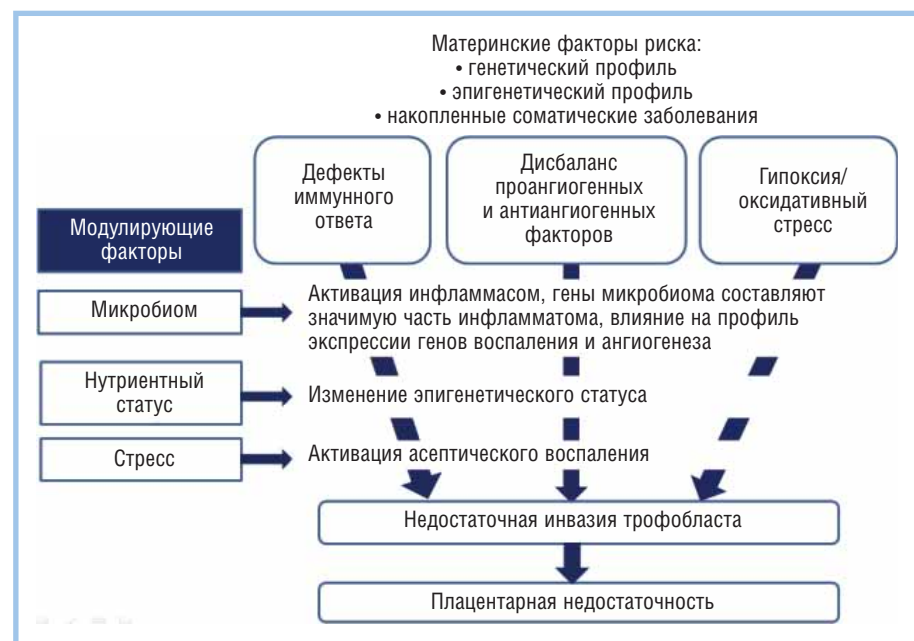 Материнские факторы риска:
• генетический профиль
• эпигенетический профиль
• накопленные соматические заболевания
Дефекты
иммунного
ответа
Дисбаланс
проангиогенных
и антиангиогенных
факторов
Гипоксия/
оксидативный
стресс
Модулирующие
факторы
Микробиом
Активация инфламмасом, гены микробиома составляют
значимую часть инфламматома, влияние на профиль
экспрессии генов воспаления и ангиогенеза
Нутриентный
статус
Изменение эпигенетического статуса
Стресс
Активация асептического воспаления
Недостаточная инвазия трофобласта
Плацентарная недостаточность